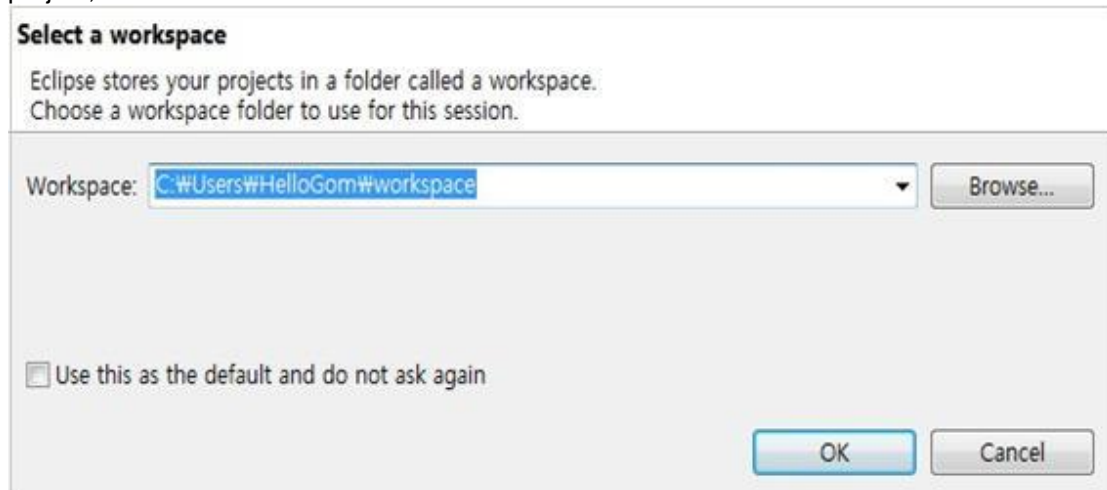 Select a workspace
Eclipse stores your projects in a folder called a workspace.
Choose a workspace folder to use for this session.
Workspace: C:₩Users₩HelloGom₩workspace Browse...
Use this as the default and do not ask again
OK Cancel